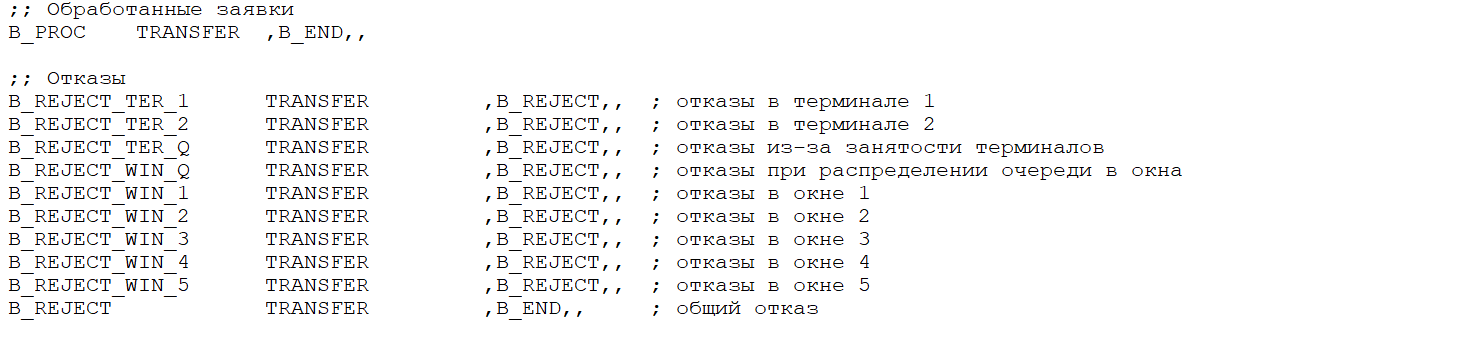 ;; Обработанные заявки
B_PROC    TRANSFER  ,B_END,,
;; Отказы
B_REJECT_TER_1      TRANSFER         ,B_REJECT,,  ; отказы в терминале 1
B_REJECT_TER_2      TRANSFER         ,B_REJECT,,  ; отказы в терминале 2
B_REJECT_TER_Q      TRANSFER         ,B_REJECT,,  ; отказы из-за занятости терминалов
B_REJECT_WIN_Q      TRANSFER         ,B_REJECT,,  ; отказы при распределении очереди в окна
B_REJECT_WIN_1      TRANSFER         ,B_REJECT,,  ; отказы в окне 1
B_REJECT_WIN_2      TRANSFER         ,B_REJECT,,  ; отказы в окне 2
B_REJECT_WIN_3      TRANSFER         ,B_REJECT,,  ; отказы в окне 3
B_REJECT_WIN_4      TRANSFER         ,B_REJECT,,  ; отказы в окне 4
B_REJECT_WIN_5      TRANSFER         ,B_REJECT,,  ; отказы в окне 5
B_REJECT            TRANSFER         ,B_END,,     ; общий отказ